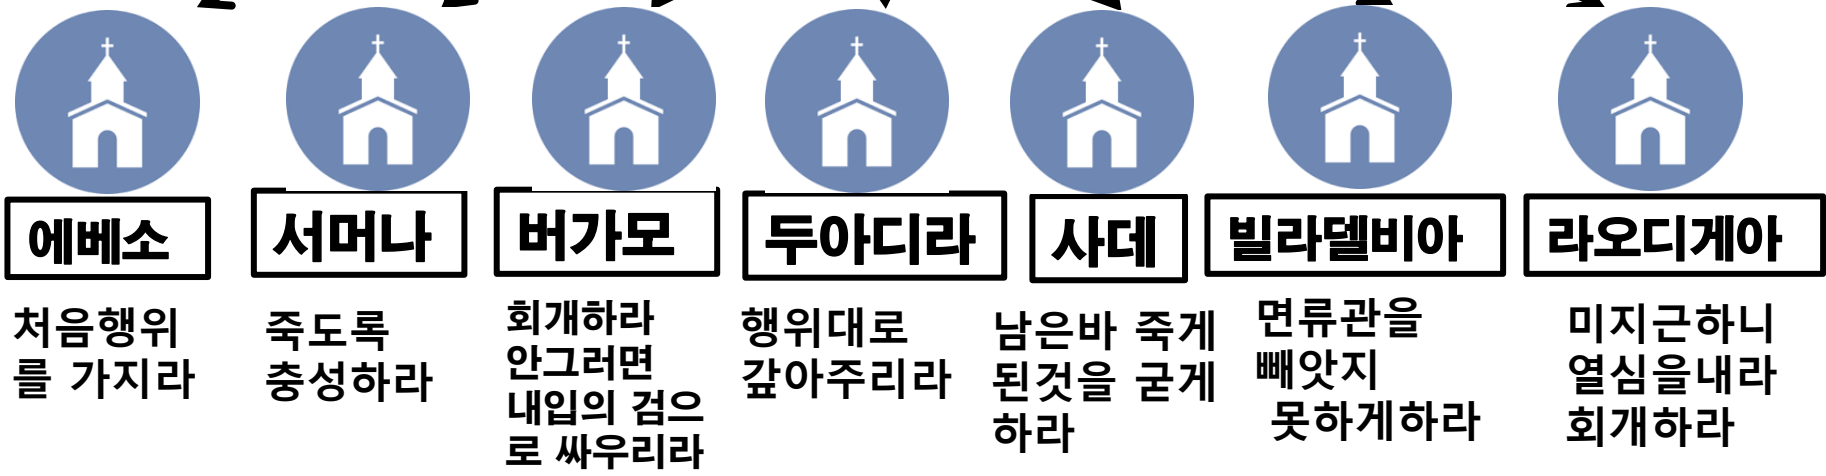 에베소
처음행위
를 가지라
서머나
죽도록
충성하라
버가모
회개하라
안그러면
내입의 검으
로 싸우리라
두아디라
행위대로
갚아주리라
사데
남은바 죽게
된것을 굳게
하라
빌라델비아
면류관을
빼앗지
못하게하라
라오디게아
미지근하니
열심을내라
회개하라